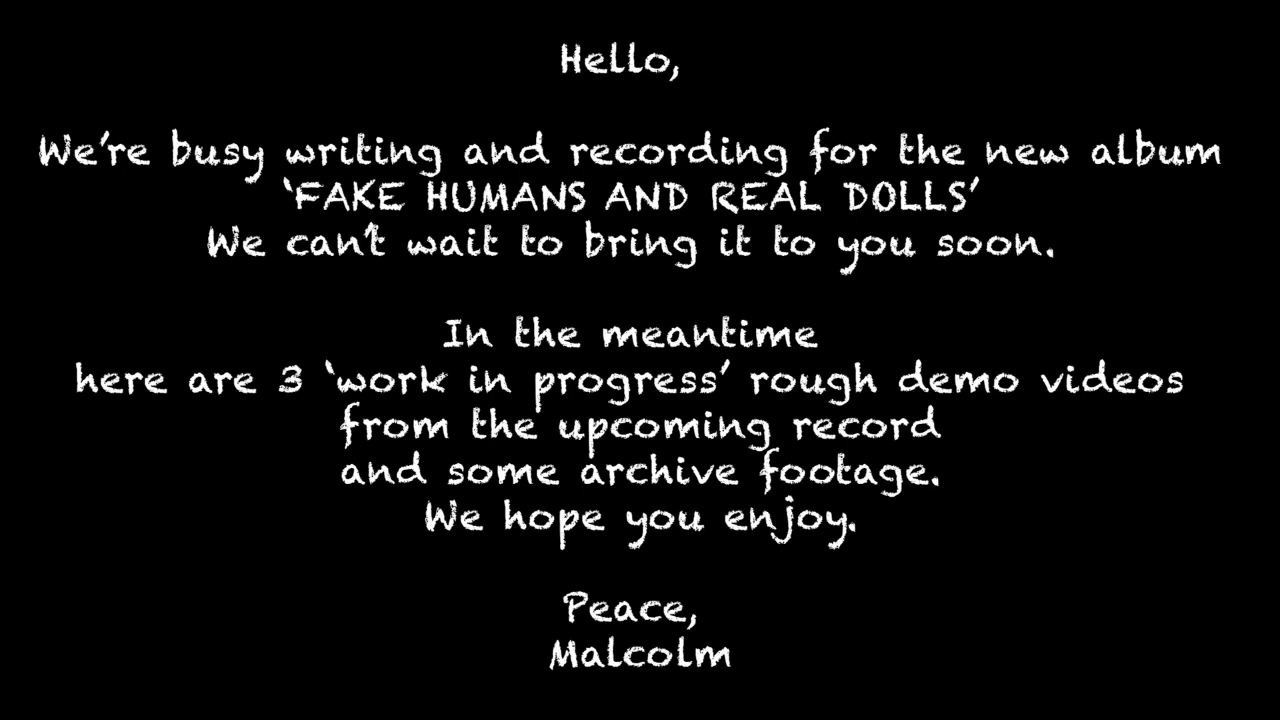 Hello,
We're busy writing and recording for the new album
'FAKE HUMANS AND REAL DOLLS'
We can't wait to bring it to you soon.
In the meantime
here are 3 'work in progress' rough demo videos
from the upcoming record
and some archive footage.
We hope you enjoy.
Peace,
Malcolm